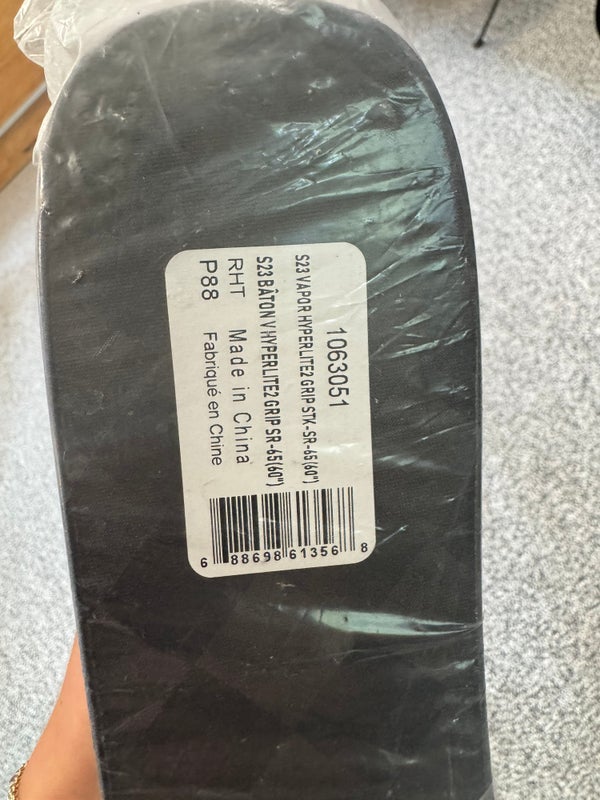 1063051
S23 VAPOR HYPERLITE2 GRIP STK-SR-65(60")
S23 BÂTON V HYPERLITE2 GRIP SR-65(60")
RHT Made in China
P88 Fabriqué en Chine
6 88698 61356 8